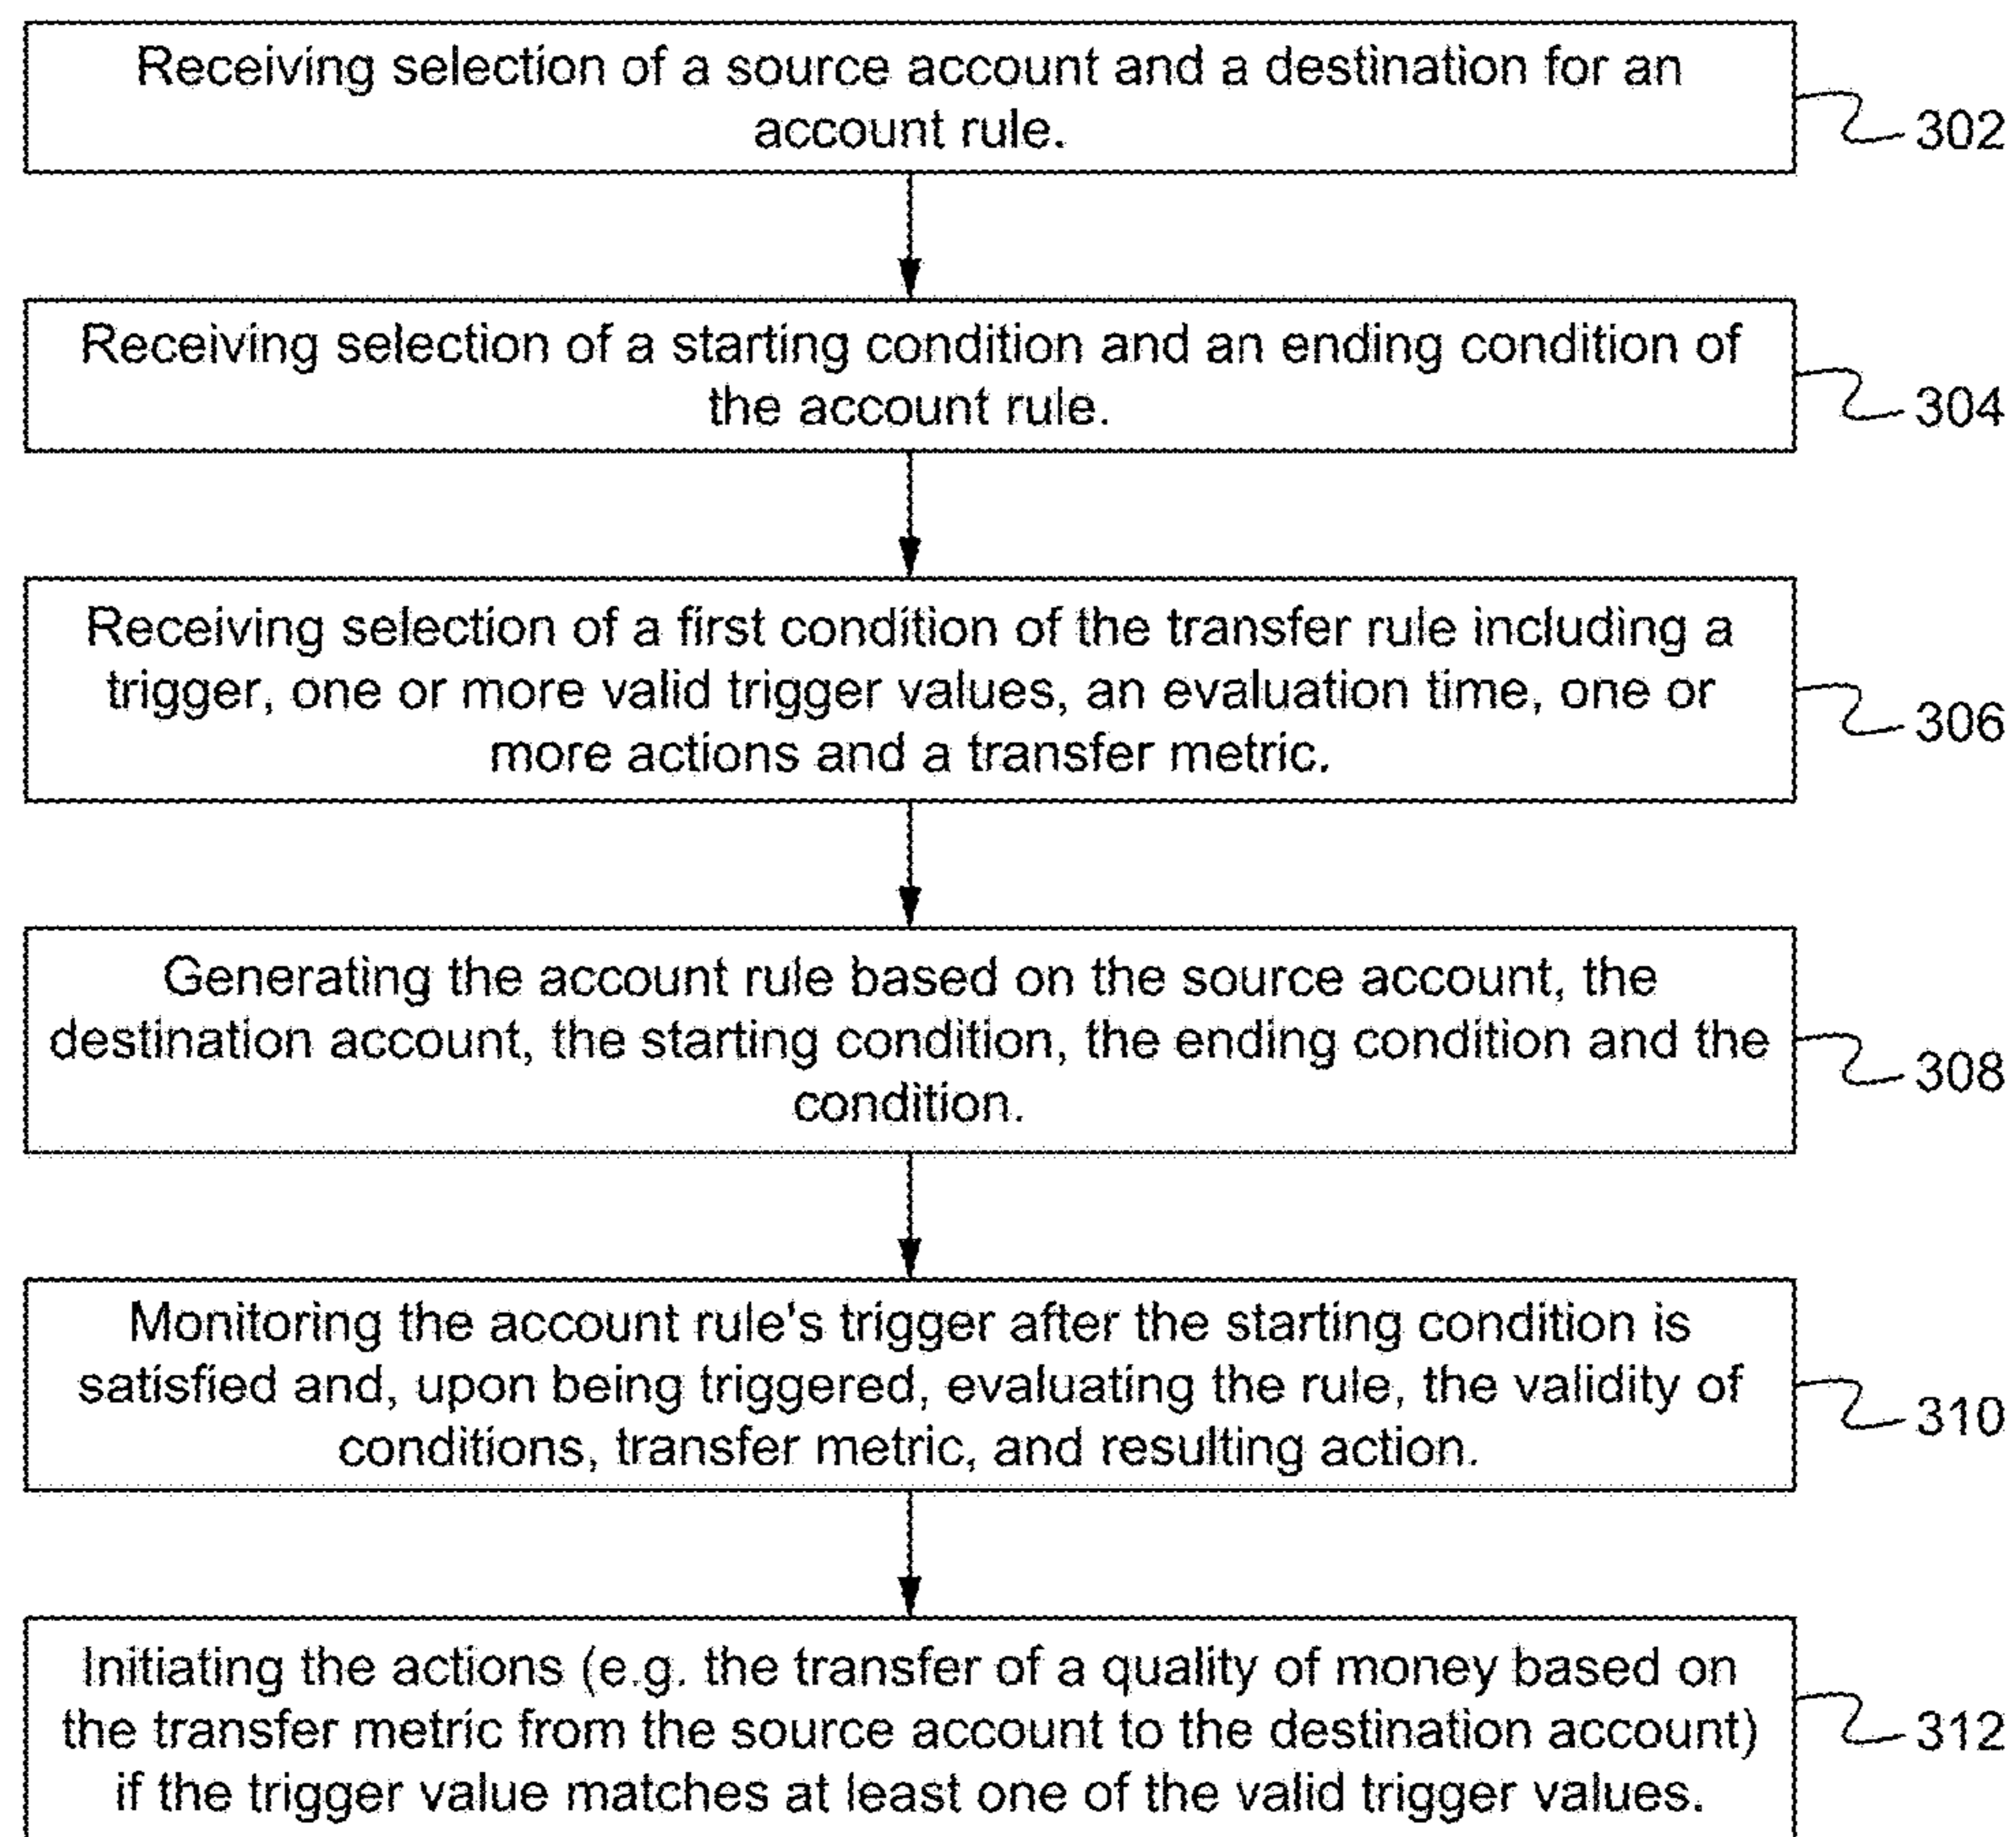 Receiving selection of a source account and a destination for an
account rule.
302
Receiving selection of a starting condition and an ending condition of
the account rule.
304
Receiving selection of a first condition of the transfer rule including a
trigger, one or more valid trigger values, an evaluation time, one or
more actions and a transfer metric.
306
Generating the account rule based on the source account, the
destination account, the starting condition, the ending condition and the
condition.
308
Monitoring the account rule's trigger after the starting condition is
satisfied and, upon being triggered, evaluating the rule, the validity of
conditions, transfer metric, and resulting action.
310
Initiating the actions (e.g. the transfer of a quality of money based on
the transfer metric from the source account to the destination account)
if the trigger value matches at least one of the valid trigger values.
312